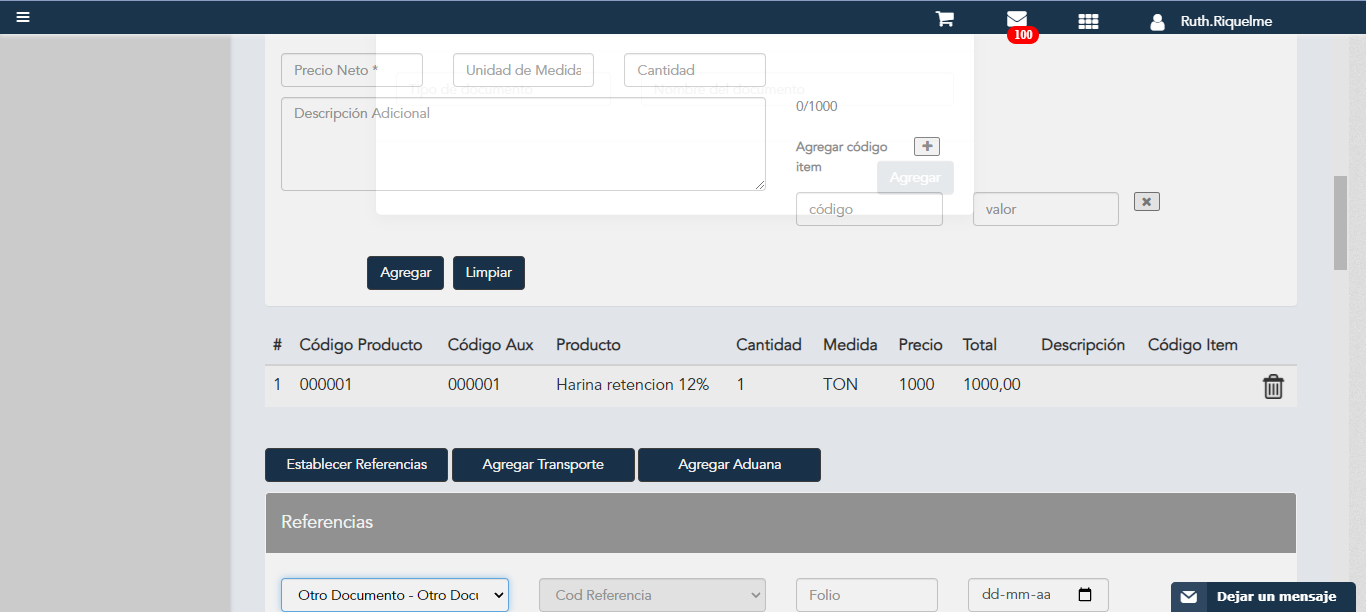 Ruth.Riquelme
100
Precio Neto *
Unidad de Medida
Cantidad
Tipo de documento
Nombre del documento
Descripción Adicional
0/1000
Agregar código
item
Agregar
código
valor
Agregar
Limpiar
# Código Producto Código Aux Producto Cantidad Medida Precio Total Descripción Código Item
1 000001 000001 Harina retencion 12% 1 TON 1000 1000,00
Establecer Referencias
Agregar Transporte
Agregar Aduana
Referencias
Otro Documento - Otro Docu
Cod Referencia
Folio
dd-mm-aa
Dejar un mensaje